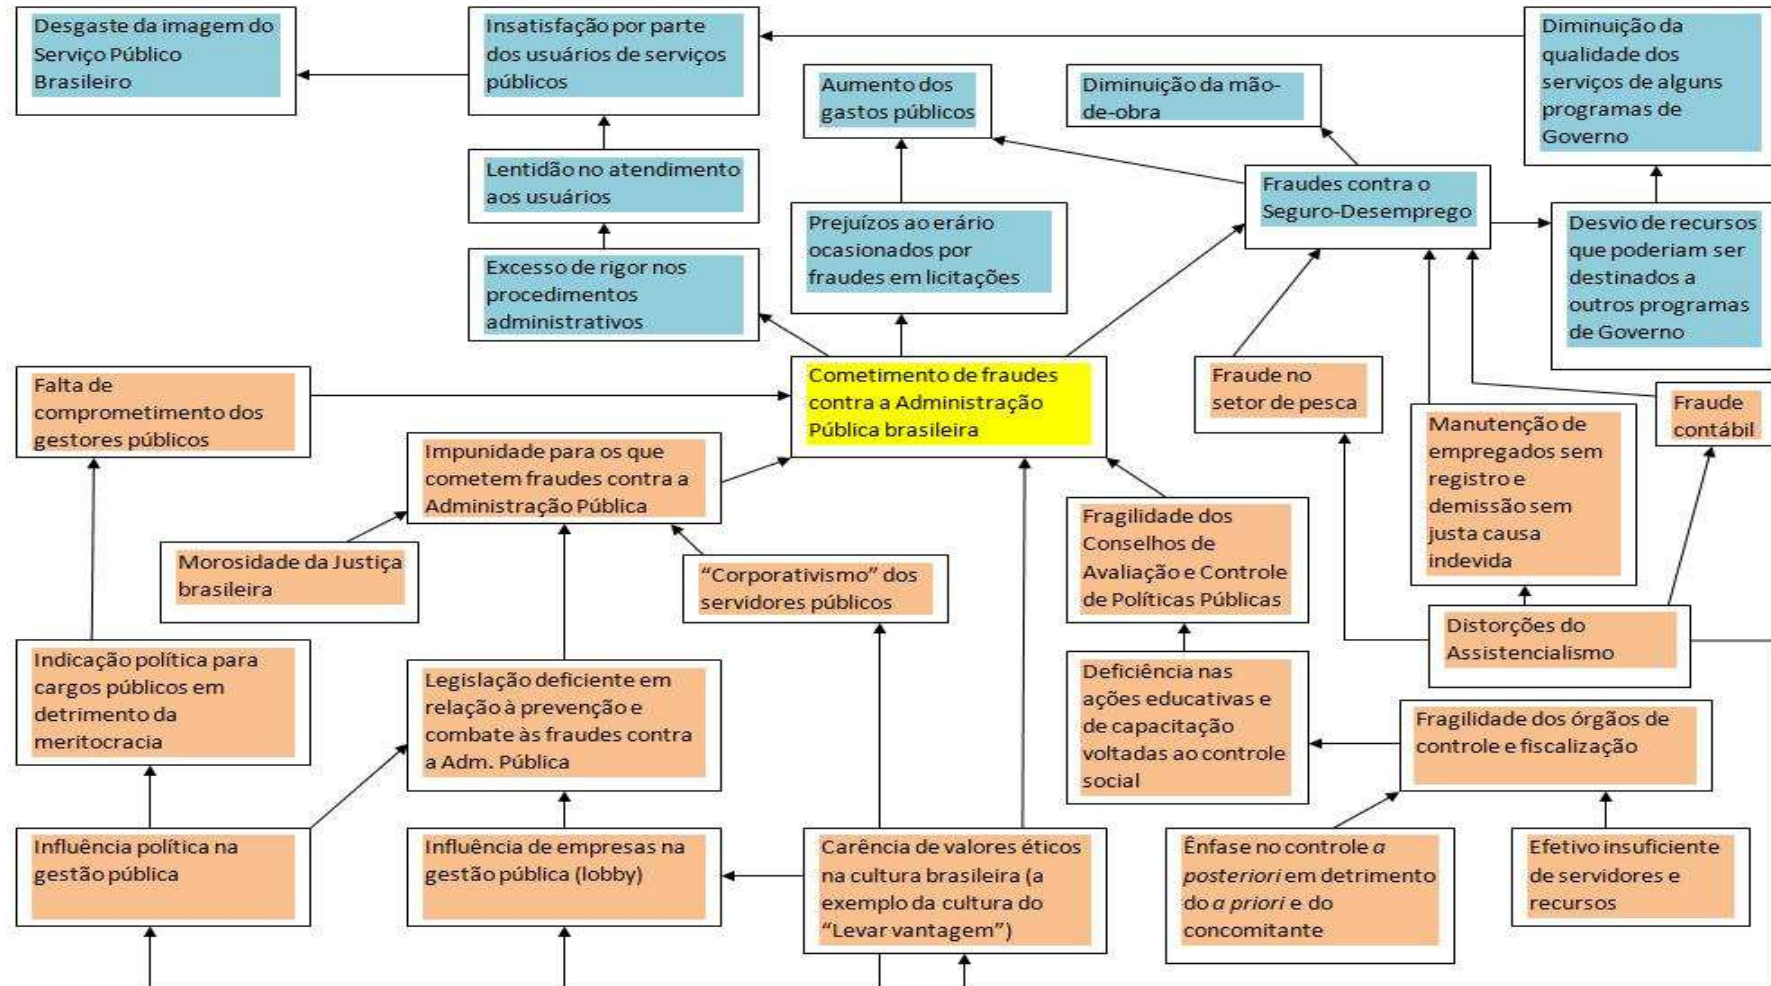 Desgaste da imagem do
Serviço Público
Brasileiro
Insatisfação por parte
dos usuários de serviços
públicos
Diminuição da
qualidade dos
serviços de alguns
programas de
Governo
Aumento dos
gastos públicos
Diminuição da mão-
de-obra
Lentidão no atendimento
aos usuários
Fraudes contra o
Seguro-Desemprego
Prejuízos ao erário
ocasionados por
fraudes em licitações
Desvio de recursos
que poderiam ser
destinados a
outros programas
de Governo
Excesso de rigor nos
procedimentos
administrativos
Falta de
comprometimento dos
gestores públicos
Cometimento de fraudes
contra a Administração
Pública brasileira
Fraude no
setor de pesca
Fraude
contábil
Manutenção de
empregados sem
registro e
demissão sem
justa causa
indevida
Impunidade para os que
cometem fraudes contra a
Administração Pública
Fragilidade dos
Conselhos de
Avaliação e Controle
de Políticas Públicas
Morosidade da Justiça
brasileira
“Corporativismo” dos
servidores públicos
Distorções do
Assistencialismo
Indicação política para
cargos públicos em
detrimento da
meritocracia
Legislação deficiente em
relação à prevenção e
combate às fraudes contra
a Adm. Pública
Deficiência nas
ações educativas e
de capacitação
voltadas ao controle
social
Fragilidade dos órgãos de
controle e fiscalização
Influência política na
gestão pública
Influência de empresas na
gestão pública (lobby)
Carência de valores éticos
na cultura brasileira (a
exemplo da cultura do
“Levar vantagem”)
Ênfase no controle a
posteriori em detrimento
do a priori e do
concomitante
Efetivo insuficiente
de servidores e
recursos